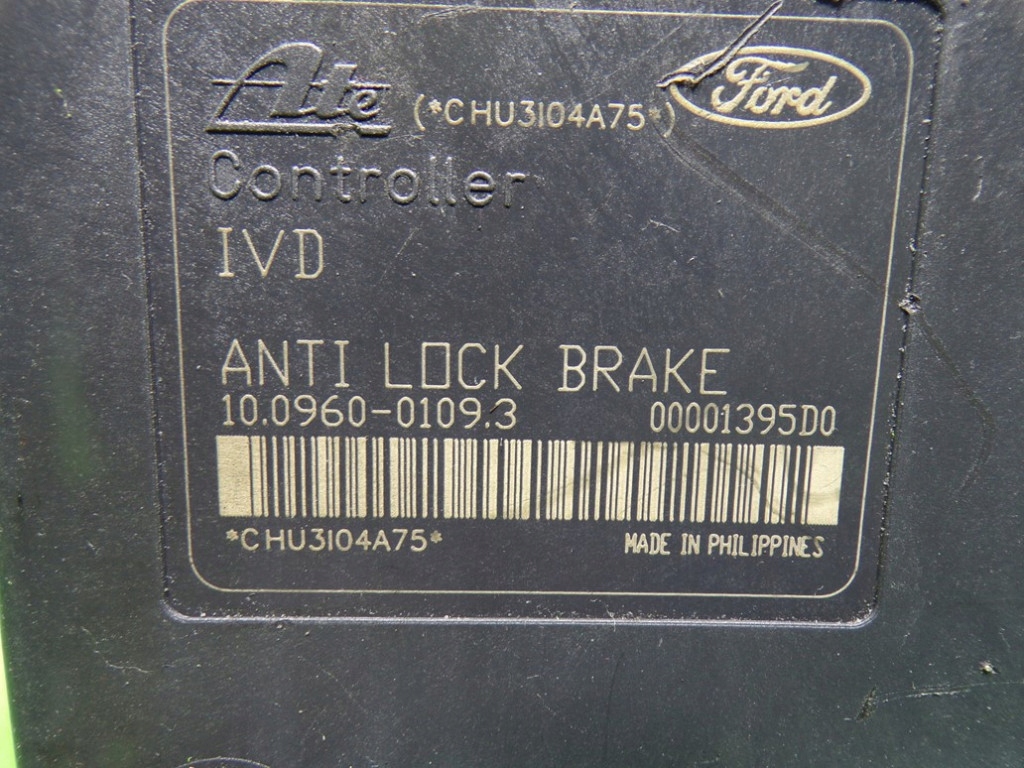 Ate (*CHU3104A75*) Ford
Controller
IVD
ANTI LOCK BRAKE
10.0960-0109.3 00001395D0
*CHU3104A75*
MADE IN PHILIPPINES